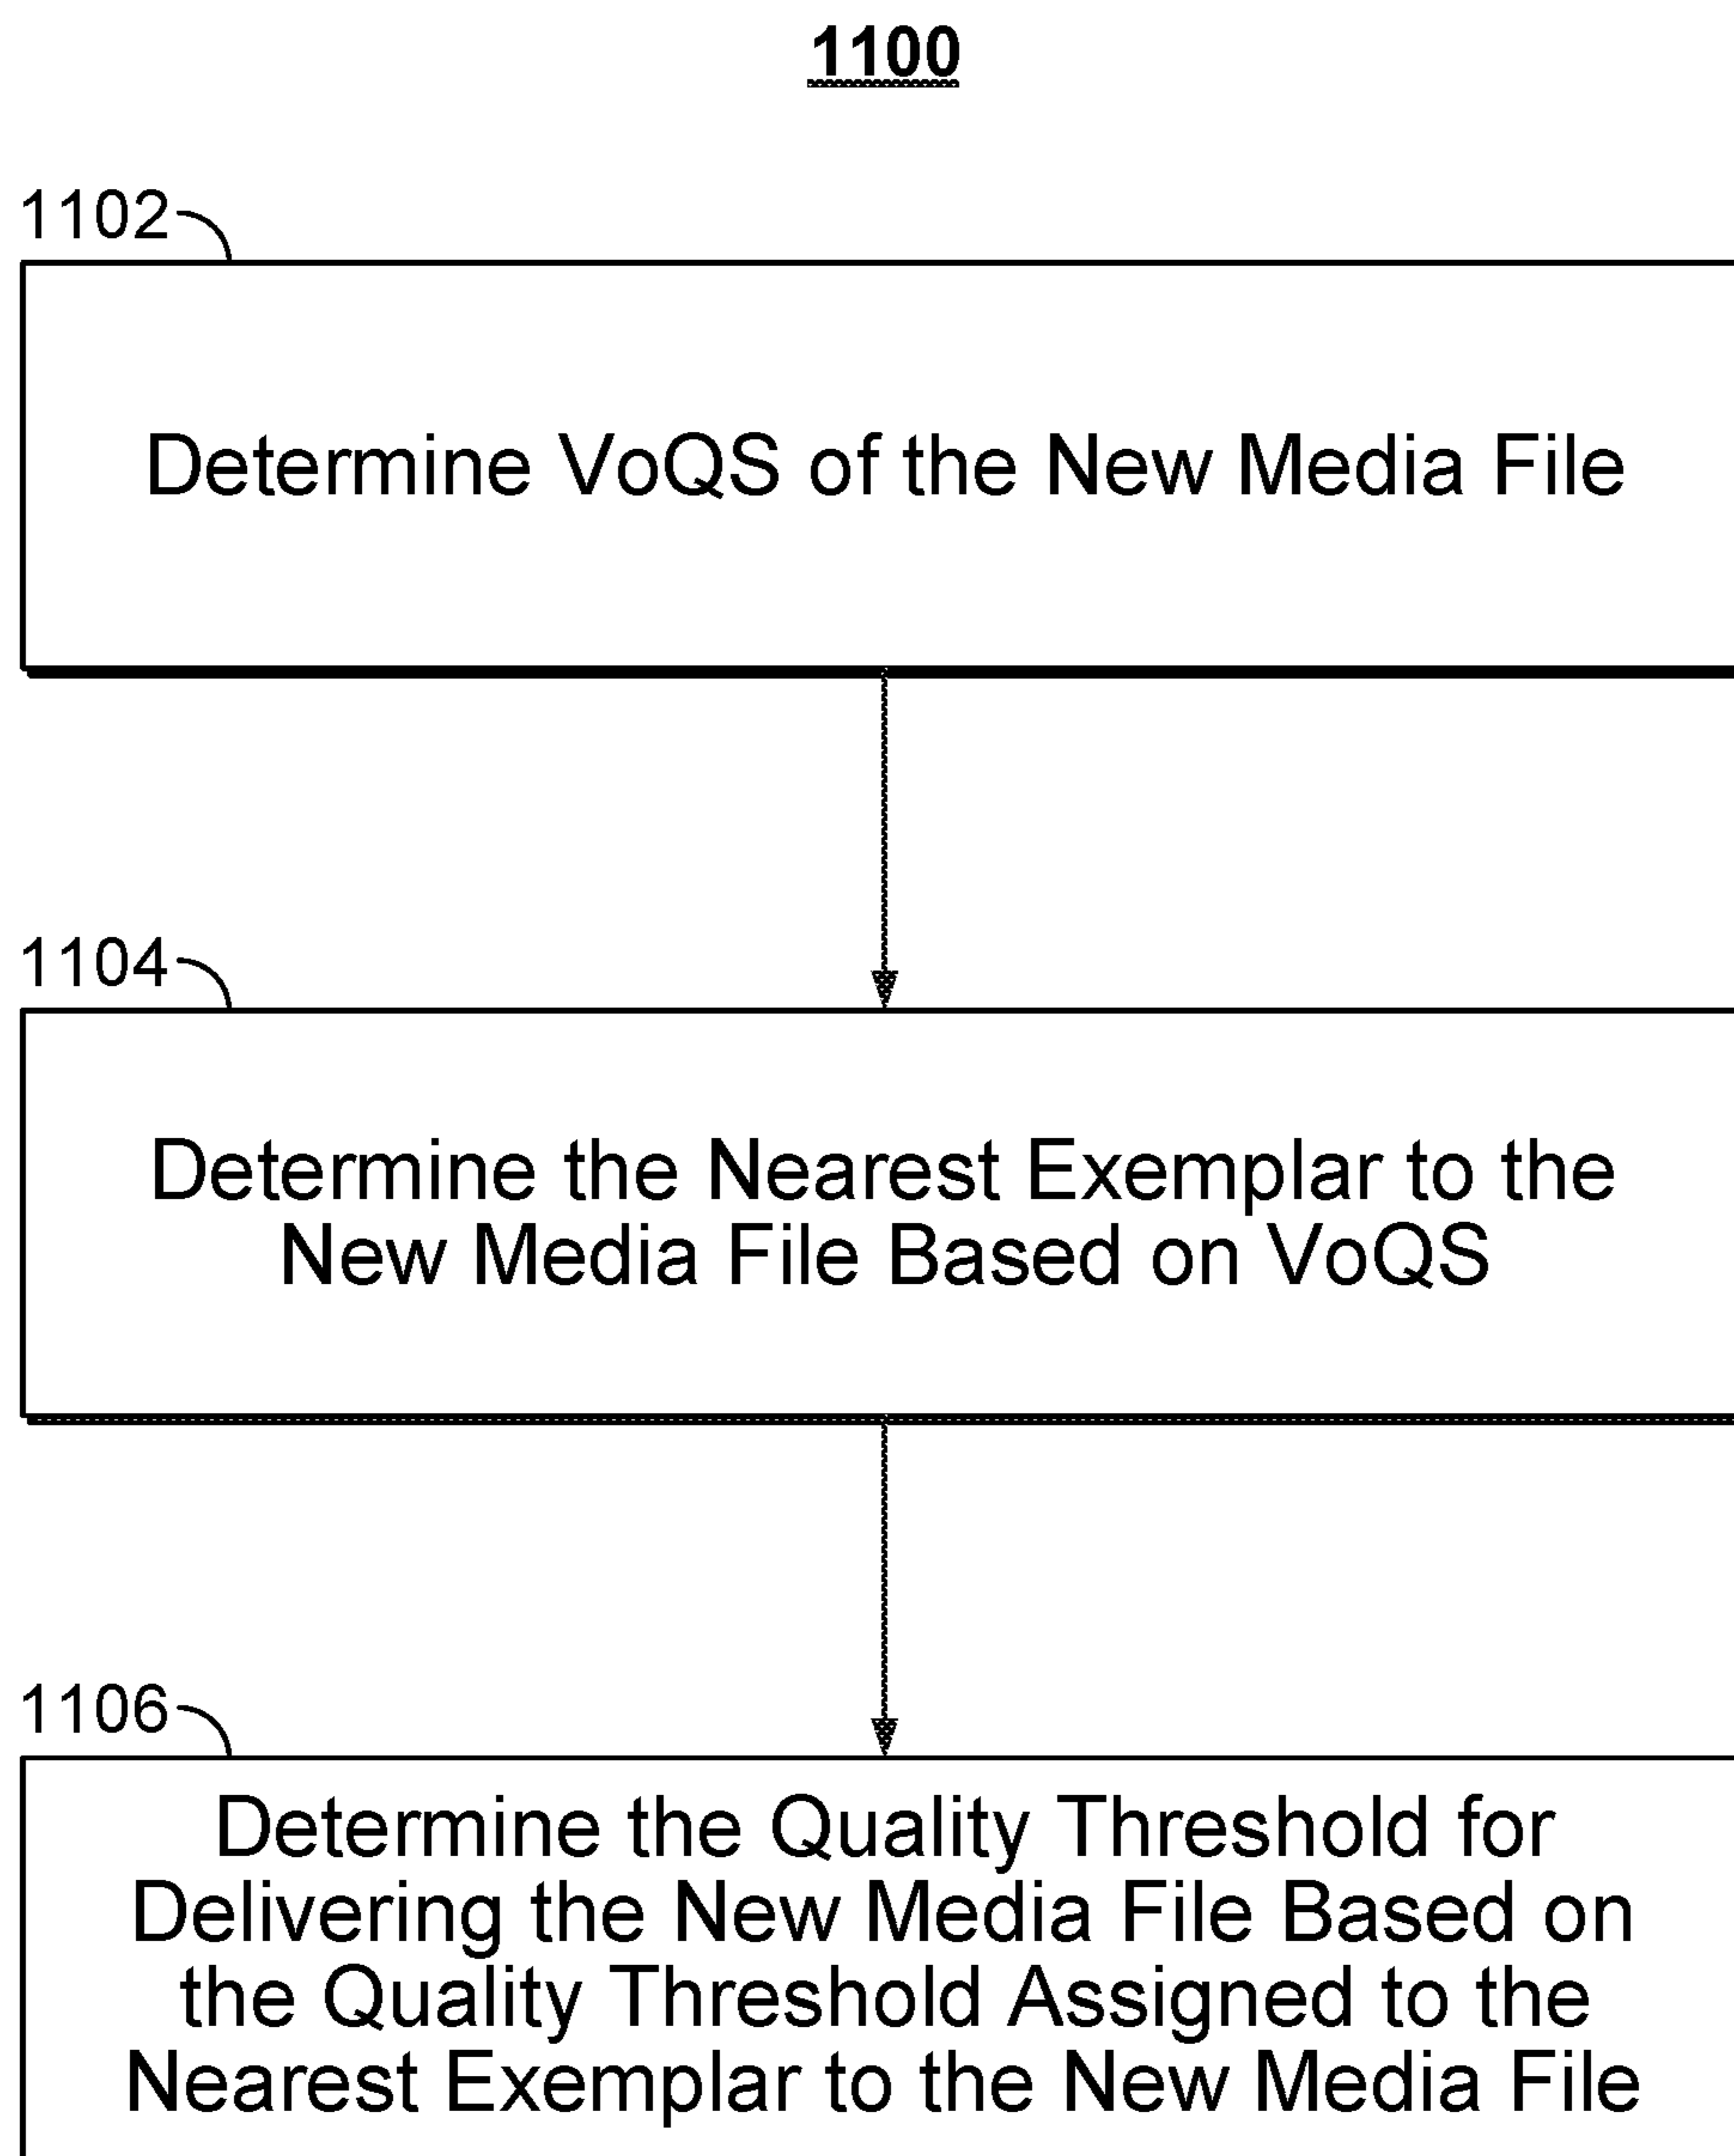 1100
1102
Determine VoQS of the New Media File
1104
Determine the Nearest Exemplar to the
New Media File Based on VoQS
1106
Determine the Quality Threshold for
Delivering the New Media File Based on
the Quality Threshold Assigned to the
Nearest Exemplar to the New Media File